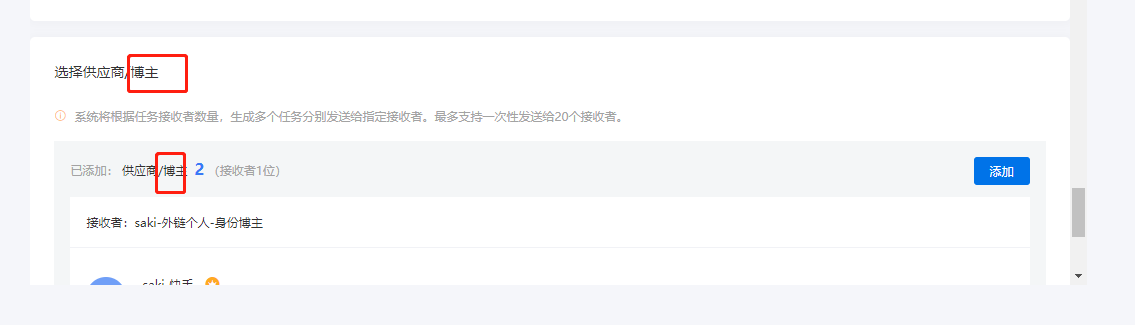 选择供应商/博主
系统将根据任务接收者数量，生成多个任务分别发送给指定接收者。最多支持一次性发送给20个接收者。
已添加： 供应商/博主 2 （接收者1位） 添加
接收者：saki-外链个人-身份博主
saki-快手